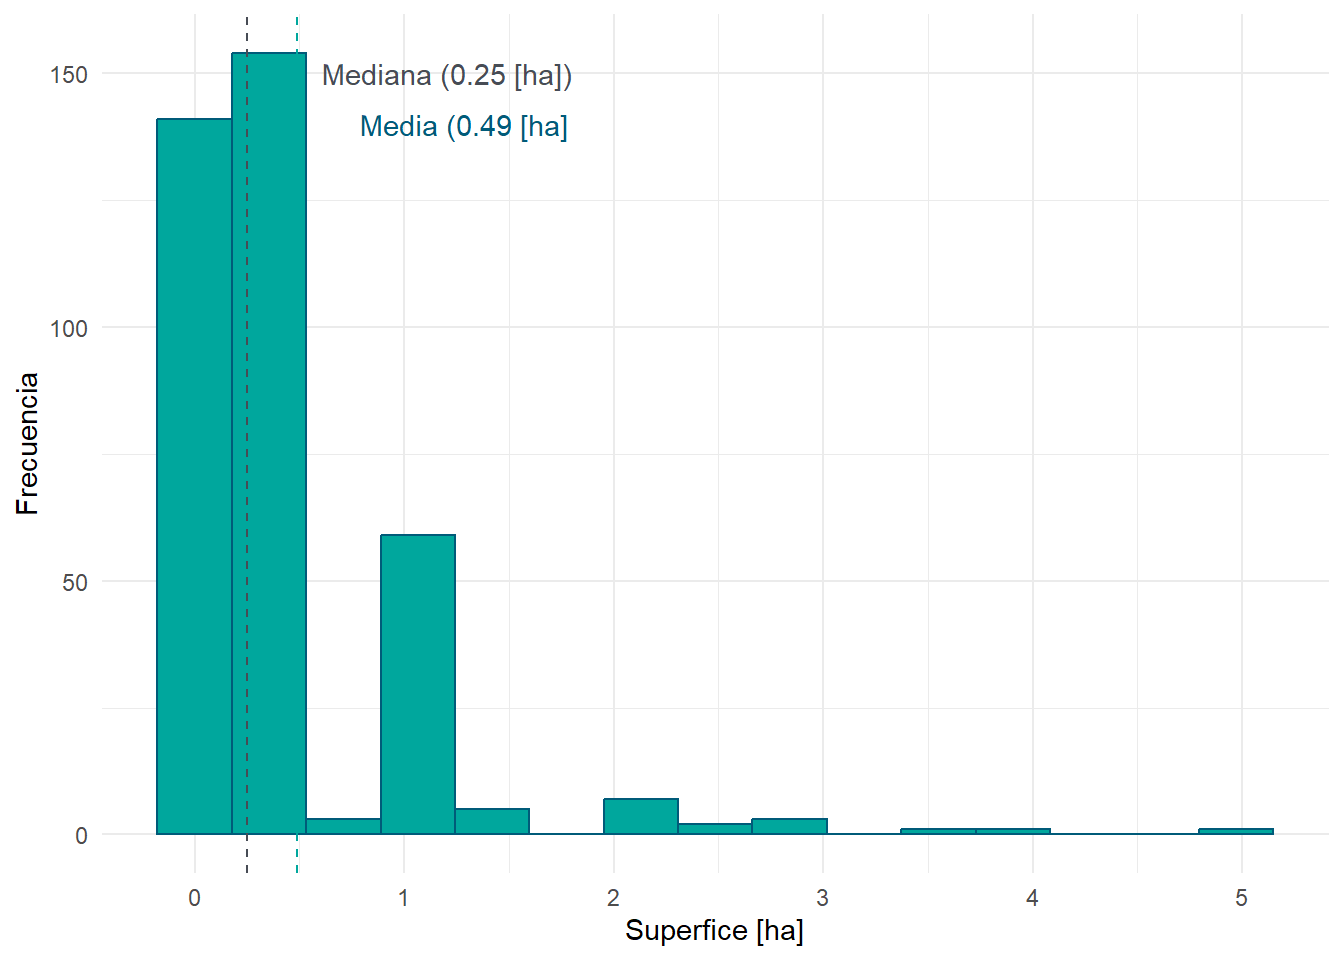 Mediana (0.25 [ha])
Media (0.49 [ha]
150
100
50
0
Frecuencia
0 1 2 3 4 5
Superfice [ha]